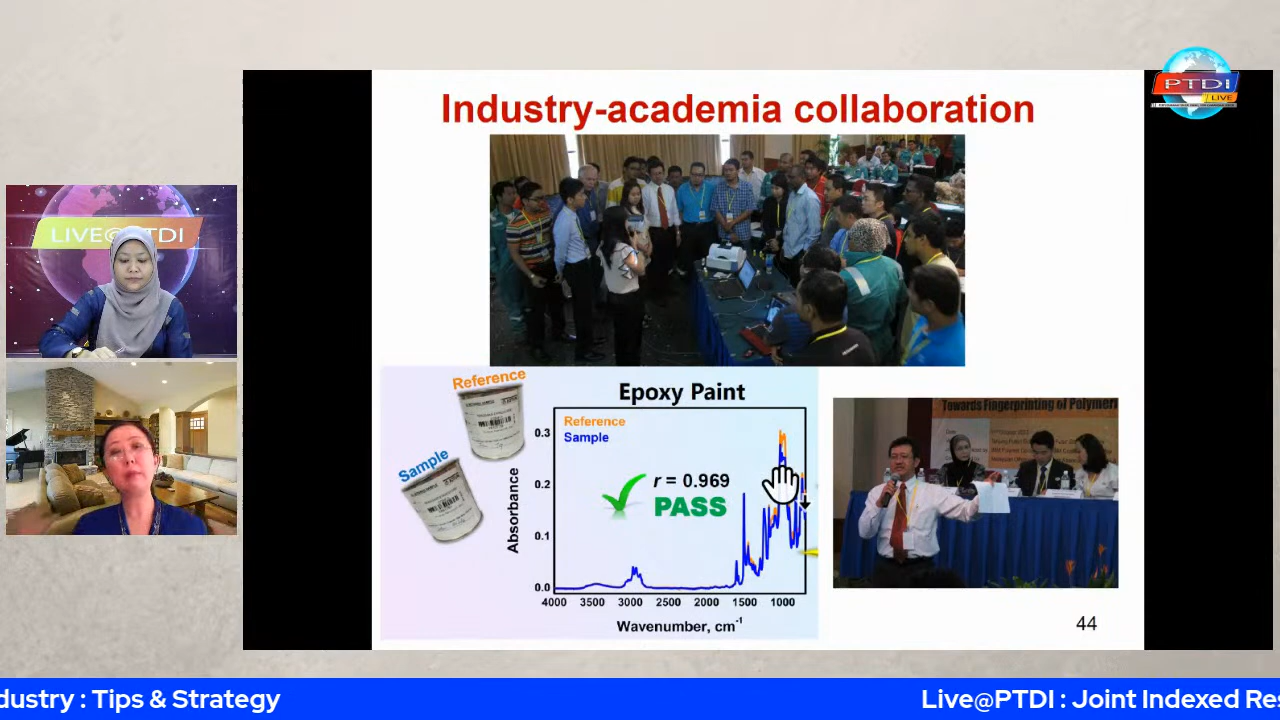 PTDI
LIVE
Industry-academia collaboration
LIVE@PTDI
Reference
Sample
Epoxy Paint
Reference
Sample
r = 0.969
PASS
Absorbance
0.3
0.2
0.1
0.0
4000 3500 3000 2500 2000 1500 1000
Wavenumber, cm-1
Towards Fingerprinting of Polymeri
44
dustry : Tips & Strategy
Live@PTDI : Joint Indexed Res